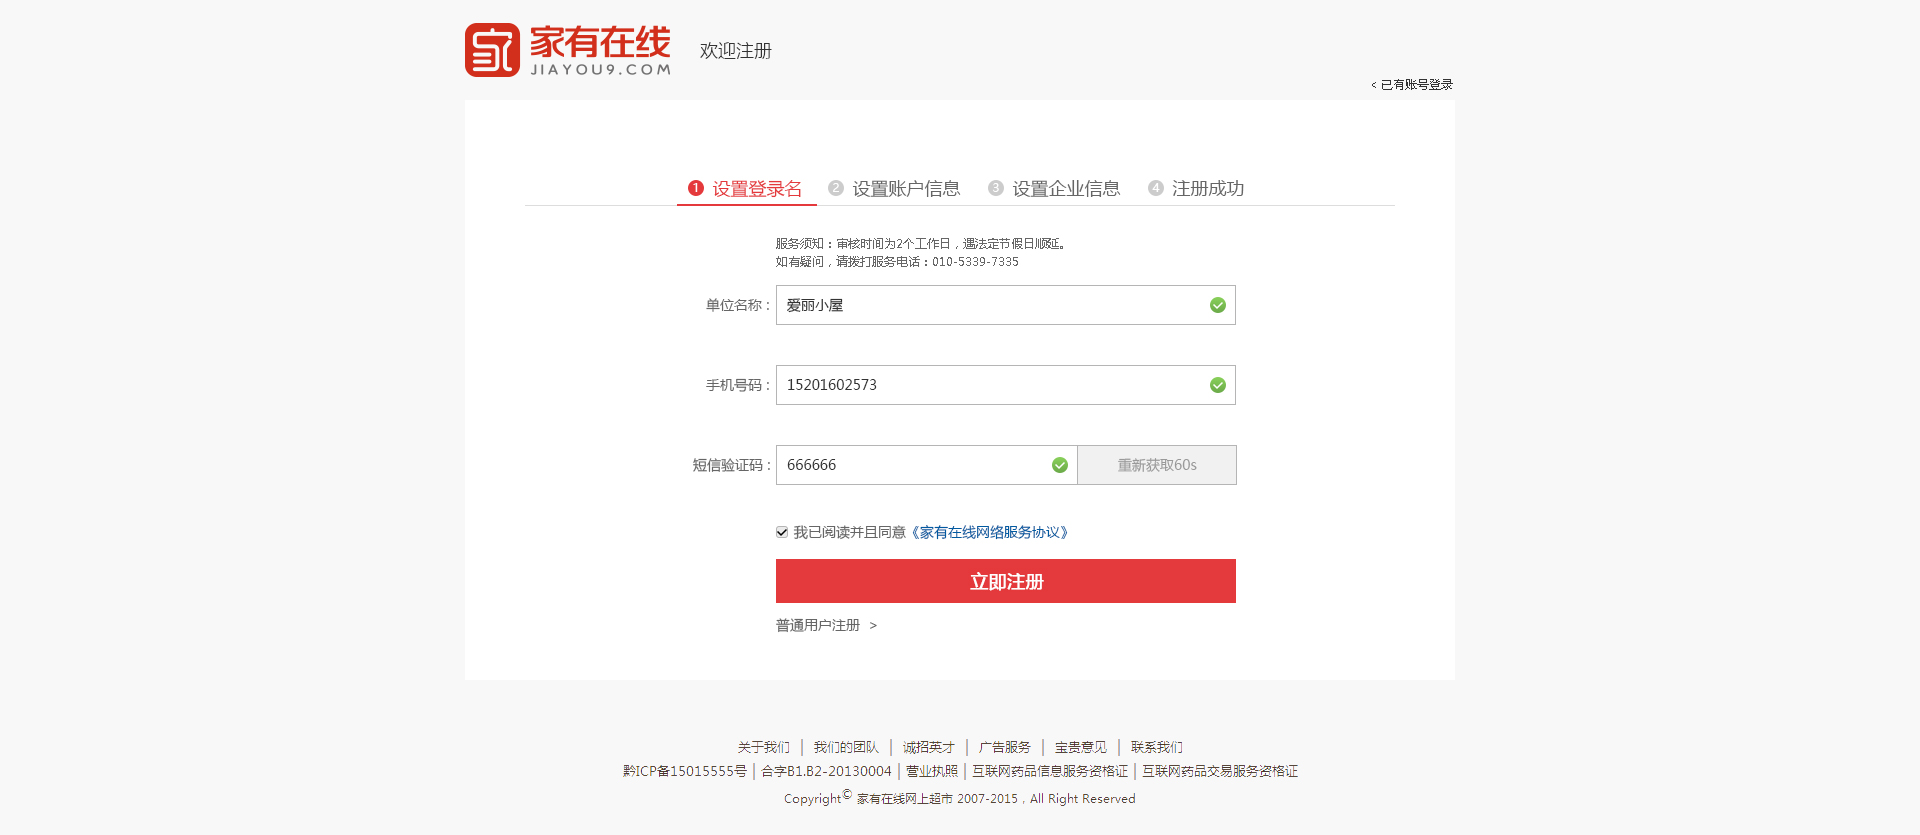 家有在线
JIAYOU9.COM
欢迎注册
< 已有账号登录
1 设置登录名 2 设置账户信息 3 设置企业信息 4 注册成功
服务须知：审核时间为2个工作日，遇法定节假日顺延。
如有疑问，请拨打服务电话：010-5339-7335
单位名称： 爱丽小屋
手机号码： 15201602573
短信验证码： 666666 重新获取60s
我已阅读并且同意《家有在线网络服务协议》
立即注册
普通用户注册 >
关于我们 | 我们的团队 | 诚招英才 | 广告服务 | 宝贵意见 | 联系我们
黔ICP备15015555号 | 合字B1.B2-20130004 | 营业执照 | 互联网药品信息服务资格证 | 互联网药品交易服务资格证
Copyright© 家有在线网上超市 2007-2015，All Right Reserved